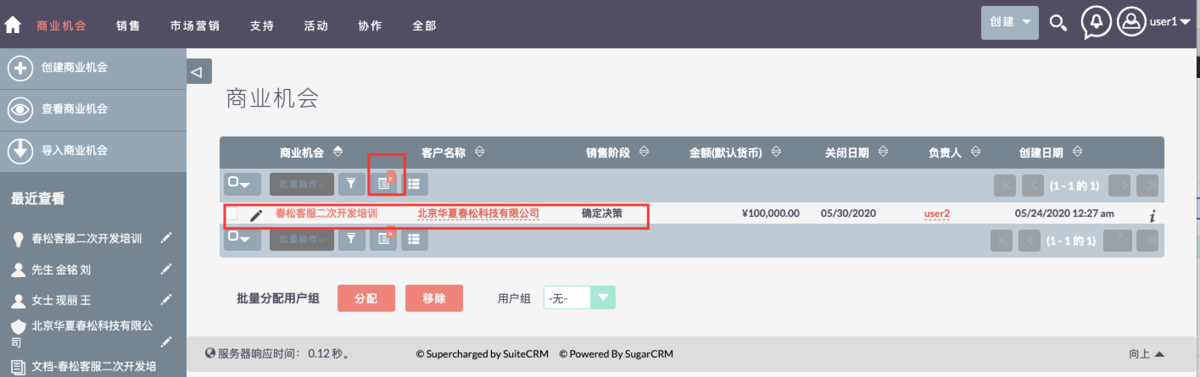 商业机会 销售 市场营销 支持 活动 协作 全部 创建 user1
创建商业机会
查看商业机会
导入商业机会
最近查看
春松客服二次开发培训
先生 金铭 刘
女士 现丽 王
北京华夏春松科技有限公
司
文档-春松客服二次开发培
商业机会
商业机会 客户名称 销售阶段 金额(默认货币) 关闭日期 负责人 创建日期
批量操作 (1 - 1 的 1)
春松客服二次开发培训 北京华夏春松科技有限公司 确定决策 ¥100,000.00 05/30/2020 user2 05/24/2020 12:27 am i
批量操作 (1 - 1 的 1)
批量分配用户组 分配 移除 用户组 -无-
服务器响应时间: 0.12 秒。 © Supercharged by SuiteCRM © Powered By SugarCRM 向上